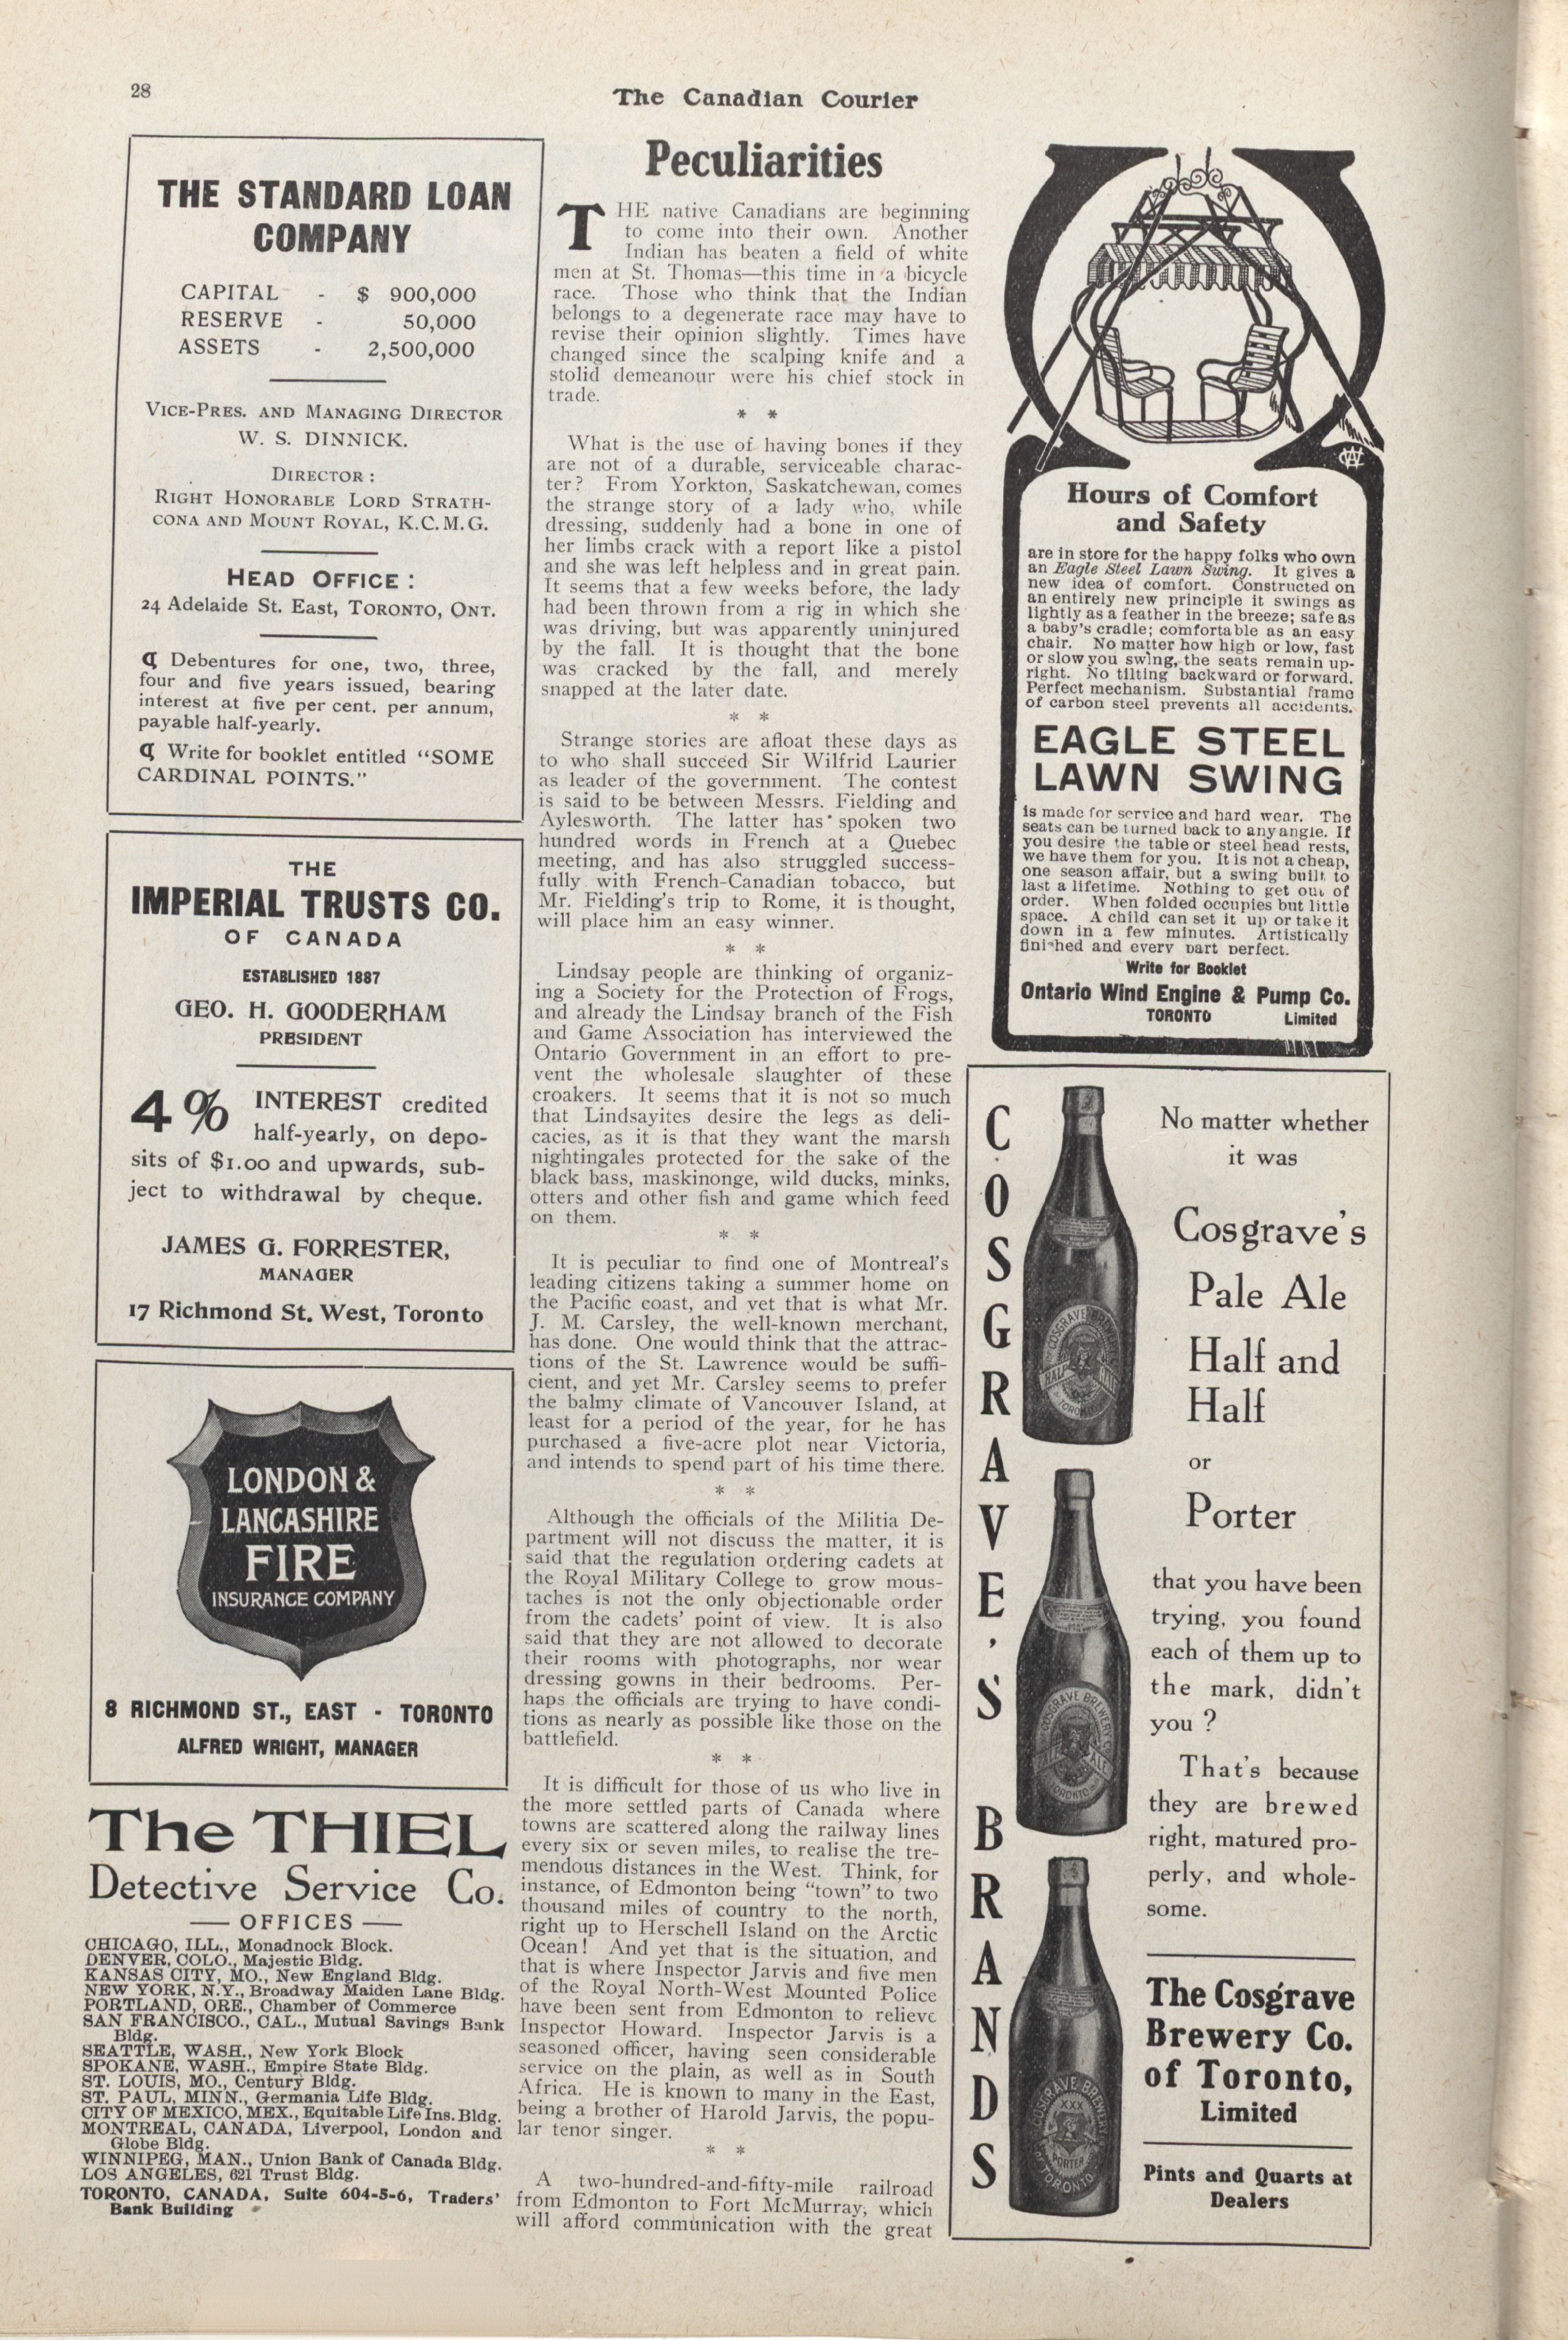 28
The Canadian Courier
THE STANDARD LOAN
COMPANY
CAPITAL - $ 900,000
RESERVE - 50,000
ASSETS - 2,500,000
VICE-PRES. AND MANAGING DIRECTOR
W. S. DINNICK.
DIRECTOR :
RIGHT HONORABLE LORD STRATH-
CONA AND MOUNT ROYAL, K.C.M.G.
HEAD OFFICE :
24 Adelaide St. East, TORONTO, ONT.
¶ Debentures for one, two, three,
four and five years issued, bearing
interest at five per cent. per annum,
payable half-yearly.
¶ Write for booklet entitled "SOME
CARDINAL POINTS."
THE
IMPERIAL TRUSTS CO.
OF CANADA
ESTABLISHED 1887
GEO. H. GOODERHAM
PRESIDENT
4% INTEREST credited
half-yearly, on depo-
sits of $1.00 and upwards, sub-
ject to withdrawal by cheque.
JAMES G. FORRESTER,
MANAGER
17 Richmond St. West, Toronto
LONDON &
LANCASHIRE
FIRE
INSURANCE COMPANY
8 RICHMOND ST., EAST - TORONTO
ALFRED WRIGHT, MANAGER
The THIEL
Detective Service Co.
OFFICES
CHICAGO, ILL., Monadnock Block.
DENVER, COLO., Majestic Bldg.
KANSAS CITY, MO., New England Bldg.
NEW YORK, N.Y., Broadway Maiden Lane Bldg.
PORTLAND, ORE., Chamber of Commerce
SAN FRANCISCO., CAL., Mutual Savings Bank
Bldg.
SEATTLE, WASH., New York Block
SPOKANE, WASH., Empire State Bldg.
ST. LOUIS, MO., Century Bldg.
ST. PAUL, MINN., Germania Life Bldg.
CITY OF MEXICO, MEX., Equitable Life Ins. Bldg.
MONTREAL, CANADA, Liverpool, London and
Globe Bldg.
WINNIPEG, MAN., Union Bank of Canada Bldg.
LOS ANGELES, 621 Trust Bldg.
TORONTO, CANADA, Suite 604-5-6, Traders'
Bank Building
Peculiarities
THE native Canadians are beginning
to come into their own. Another
Indian has beaten a field of white
men at St. Thomas—this time in a bicycle
race. Those who think that the Indian
belongs to a degenerate race may have to
revise their opinion slightly. Times have
changed since the scalping knife and a
stolid demeanour were his chief stock in
trade.
* *
What is the use of having bones if they
are not of a durable, serviceable charac-
ter? From Yorkton, Saskatchewan, comes
the strange story of a lady who, while
dressing, suddenly had a bone in one of
her limbs crack with a report like a pistol
and she was left helpless and in great pain.
It seems that a few weeks before, the lady
had been thrown from a rig in which she
was driving, but was apparently uninjured
by the fall. It is thought that the bone
was cracked by the fall, and merely
snapped at the later date.
* *
Strange stories are afloat these days as
to who shall succeed Sir Wilfrid Laurier
as leader of the government. The contest
is said to be between Messrs. Fielding and
Aylesworth. The latter has spoken two
hundred words in French at a Quebec
meeting, and has also struggled success-
fully with French-Canadian tobacco, but
Mr. Fielding's trip to Rome, it is thought,
will place him an easy winner.
* *
Lindsay people are thinking of organiz-
ing a Society for the Protection of Frogs,
and already the Lindsay branch of the Fish
and Game Association has interviewed the
Ontario Government in an effort to pre-
vent the wholesale slaughter of these
croakers. It seems that it is not so much
that Lindsayites desire the legs as deli-
cacies, as it is that they want the marsh
nightingales protected for the sake of the
black bass, maskinonge, wild ducks, minks,
otters and other fish and game which feed
on them.
* *
It is peculiar to find one of Montreal's
leading citizens taking a summer home on
the Pacific coast, and yet that is what Mr.
J. M. Carsley, the well-known merchant,
has done. One would think that the attrac-
tions of the St. Lawrence would be suffi-
cient, and yet Mr. Carsley seems to prefer
the balmy climate of Vancouver Island, at
least for a period of the year, for he has
purchased a five-acre plot near Victoria,
and intends to spend part of his time there.
* *
Although the officials of the Militia De-
partment will not discuss the matter, it is
said that the regulation ordering cadets at
the Royal Military College to grow mous-
taches is not the only objectionable order
from the cadets' point of view. It is also
said that they are not allowed to decorate
their rooms with photographs, nor wear
dressing gowns in their bedrooms. Per-
haps the officials are trying to have condi-
tions as nearly as possible like those on the
battlefield.
* *
It is difficult for those of us who live in
the more settled parts of Canada where
towns are scattered along the railway lines
every six or seven miles, to realise the tre-
mendous distances in the West. Think, for
instance, of Edmonton being "town" to two
thousand miles of country to the north,
right up to Herschell Island on the Arctic
Ocean! And yet that is the situation, and
that is where Inspector Jarvis and five men
of the Royal North-West Mounted Police
have been sent from Edmonton to relieve
Inspector Howard. Inspector Jarvis is a
seasoned officer, having seen considerable
service on the plain, as well as in South
Africa. He is known to many in the East,
being a brother of Harold Jarvis, the popu-
lar tenor singer.
* *
A two-hundred-and-fifty-mile railroad
from Edmonton to Fort McMurray, which
will afford communication with the great
Hours of Comfort
and Safety
are in store for the happy folks who own
an Eagle Steel Lawn Swing. It gives a
new idea of comfort. Constructed on
an entirely new principle it swings as
lightly as a feather in the breeze; safe as
a baby's cradle; comfortable as an easy
chair. No matter how high or low, fast
or slow you swing, the seats remain up-
right. No tilting backward or forward.
Perfect mechanism. Substantial frame
of carbon steel prevents all accidents.
EAGLE STEEL
LAWN SWING
is made for service and hard wear. The
seats can be turned back to any angle. If
you desire the table or steel head rests,
we have them for you. It is not a cheap,
one season affair, but a swing built to
last a lifetime. Nothing to get out of
order. When folded occupies but little
space. A child can set it up or take it
down in a few minutes. Artistically
finished and every part perfect.
Write for Booklet
Ontario Wind Engine & Pump Co.
TORONTO Limited
COSGRAVE'S BRANDS
No matter whether
it was
Cosgrave's
Pale Ale
Half and
Half
or
Porter
that you have been
trying, you found
each of them up to
the mark, didn't
you ?
That's because
they are brewed
right, matured pro-
perly, and whole-
some.
The Cosgrave
Brewery Co.
of Toronto,
Limited
Pints and Quarts at
Dealers